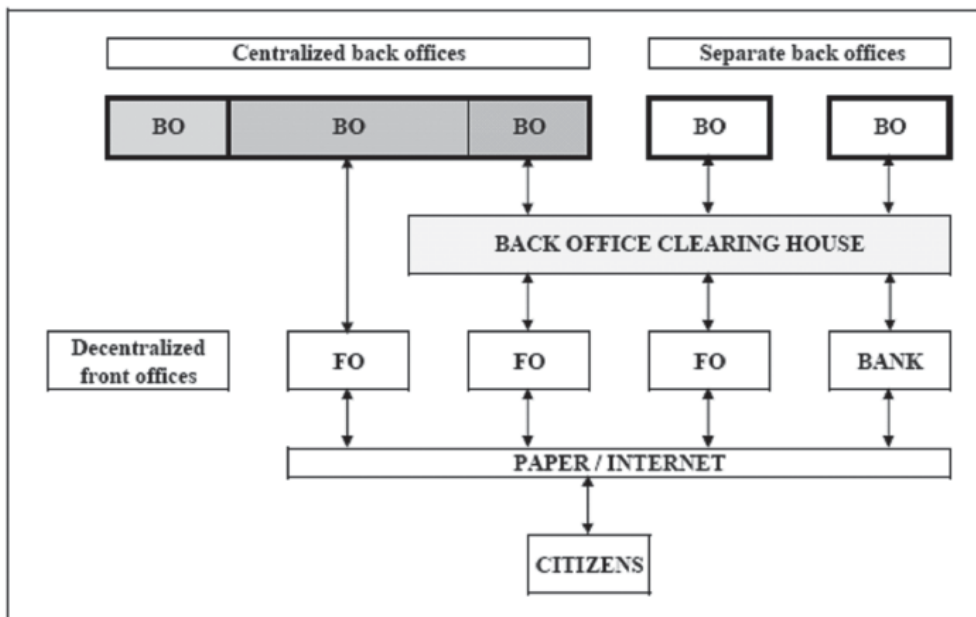 Centralized back offices
Separate back offices
BO
BO
BO
BO
BO
BACK OFFICE CLEARING HOUSE
Decentralized
front offices
FO
FO
FO
BANK
PAPER / INTERNET
CITIZENS